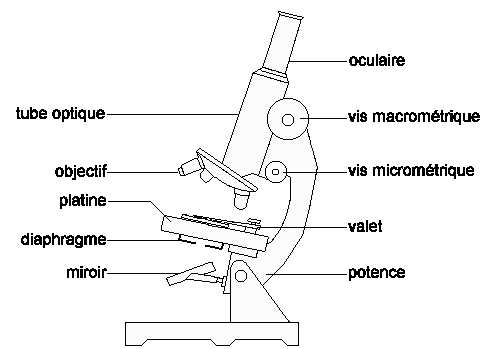 oculaire
tube optique
vis macrométrique
objectif
vis micrométrique
platine
valet
diaphragme
miroir
potence